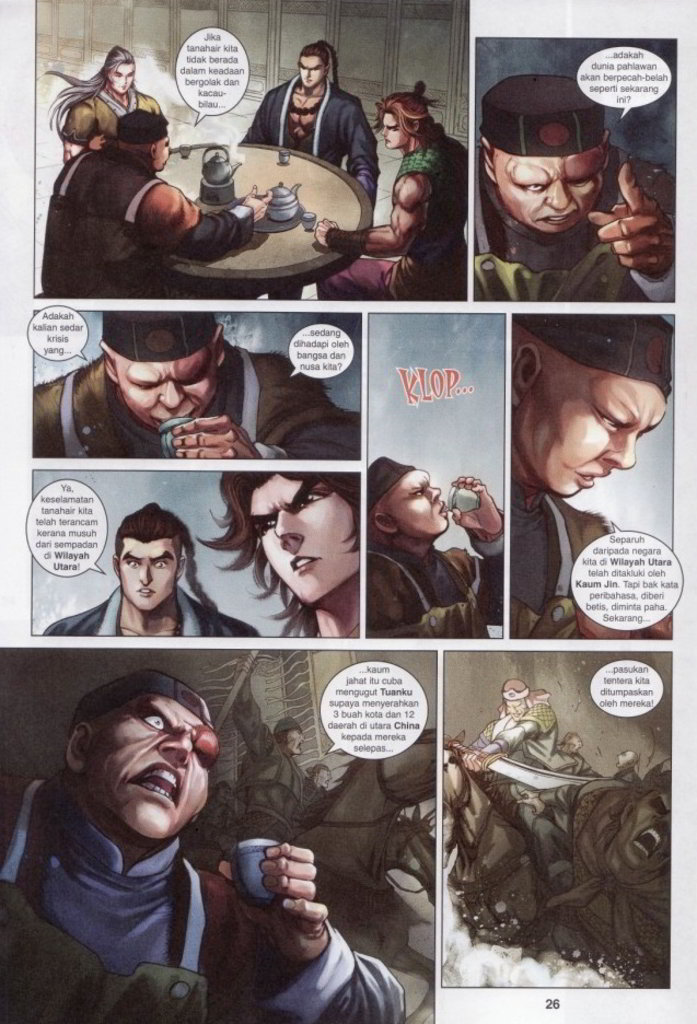 Jika
tanahair kita
tidak berada
dalam keadaan
bergolak dan
kacau-
bilau...
...adakah
dunia pahlawan
akan berpecah-belah
seperti sekarang
ini?
Adakah
kalian sedar
krisis
yang...
...sedang
dihadapi oleh
bangsa dan
nusa kita?
KLOP...
Ya,
keselamatan
tanahair kita
telah terancam
kerana musuh
dari sempadan
di Wilayah
Utara!
Separuh
daripada negara
kita di Wilayah Utara
telah ditakluki oleh
Kaum Jin. Tapi bak kata
peribahasa, diberi
betis, diminta paha.
Sekarang...
...kaum
jahat itu cuba
mengugut Tuanku
supaya menyerahkan
3 buah kota dan 12
daerah di utara China
kepada mereka
selepas...
...pasukan
tentera kita
ditumpaskan
oleh mereka!
26